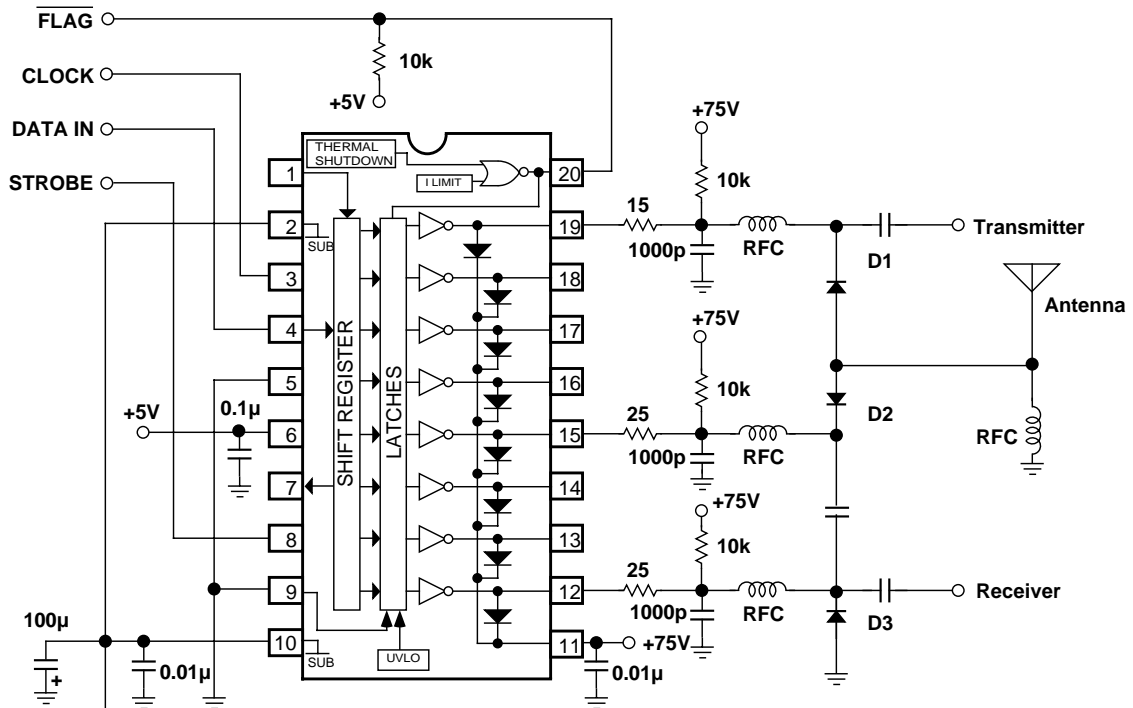 FLAG
CLOCK
DATA IN
STROBE
10k
+5V
THERMAL
SHUTDOWN
I LIMIT
1
2
3
4
5
6
7
8
9
10
SUB
SUB
SHIFT REGISTER
LATCHES
UVLO
20
19
18
17
16
15
14
13
12
11
+5V
0.1µ
100µ
+
0.01µ
0.01µ
+75V
+75V
10k
15
1000p
RFC
D1
Transmitter
Antenna
RFC
+75V
10k
25
1000p
RFC
D2
+75V
10k
25
1000p
RFC
D3
Receiver